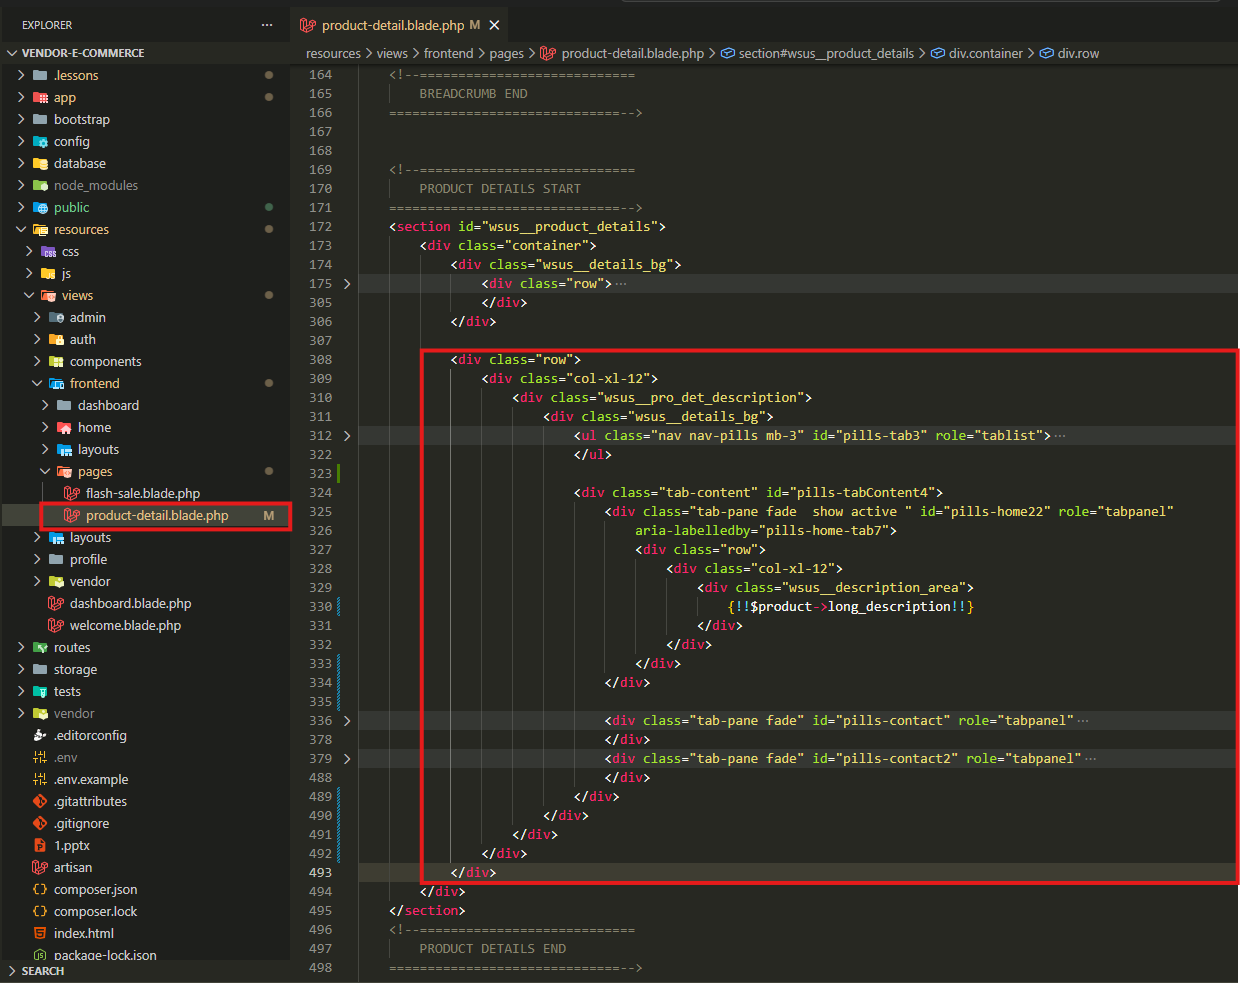 EXPLORER
···
VENDOR-E-COMMERCE
.lessons
app
bootstrap
config
database
node_modules
public
resources
css
js
views
admin
auth
components
frontend
dashboard
home
layouts
pages
flash-sale.blade.php
product-detail.blade.php M
layouts
profile
vendor
dashboard.blade.php
welcome.blade.php
routes
storage
tests
vendor
.editorconfig
.env
.env.example
.gitattributes
.gitignore
1.pptx
artisan
composer.json
composer.lock
index.html
package-lock.json
SEARCH
product-detail.blade.php M
resources > views > frontend > pages > product-detail.blade.php > section#wsus__product_details > div.container > div.row
164 <!--============================
165 BREADCRUMB END
166 ==============================-->
167
168
169 <!--============================
170 PRODUCT DETAILS START
171 ==============================-->
172 <section id="wsus__product_details">
173 <div class="container">
174 <div class="wsus__details_bg">
175 <div class="row">···
305 </div>
306 </div>
307
308 <div class="row">
309 <div class="col-xl-12">
310 <div class="wsus__pro_det_description">
311 <div class="wsus__details_bg">
312 <ul class="nav nav-pills mb-3" id="pills-tab3" role="tablist">···
322 </ul>
323
324 <div class="tab-content" id="pills-tabContent4">
325 <div class="tab-pane fade  show active " id="pills-home22" role="tabpanel"
326 aria-labelledby="pills-home-tab7">
327 <div class="row">
328 <div class="col-xl-12">
329 <div class="wsus__description_area">
330 {!!$product->long_description!!}
331 </div>
332 </div>
333 </div>
334 </div>
335
336 <div class="tab-pane fade" id="pills-contact" role="tabpanel"···
378 </div>
379 <div class="tab-pane fade" id="pills-contact2" role="tabpanel"···
488 </div>
489 </div>
490 </div>
491 </div>
492 </div>
493 </div>
494 </div>
495 </section>
496 <!--============================
497 PRODUCT DETAILS END
498 ==============================-->